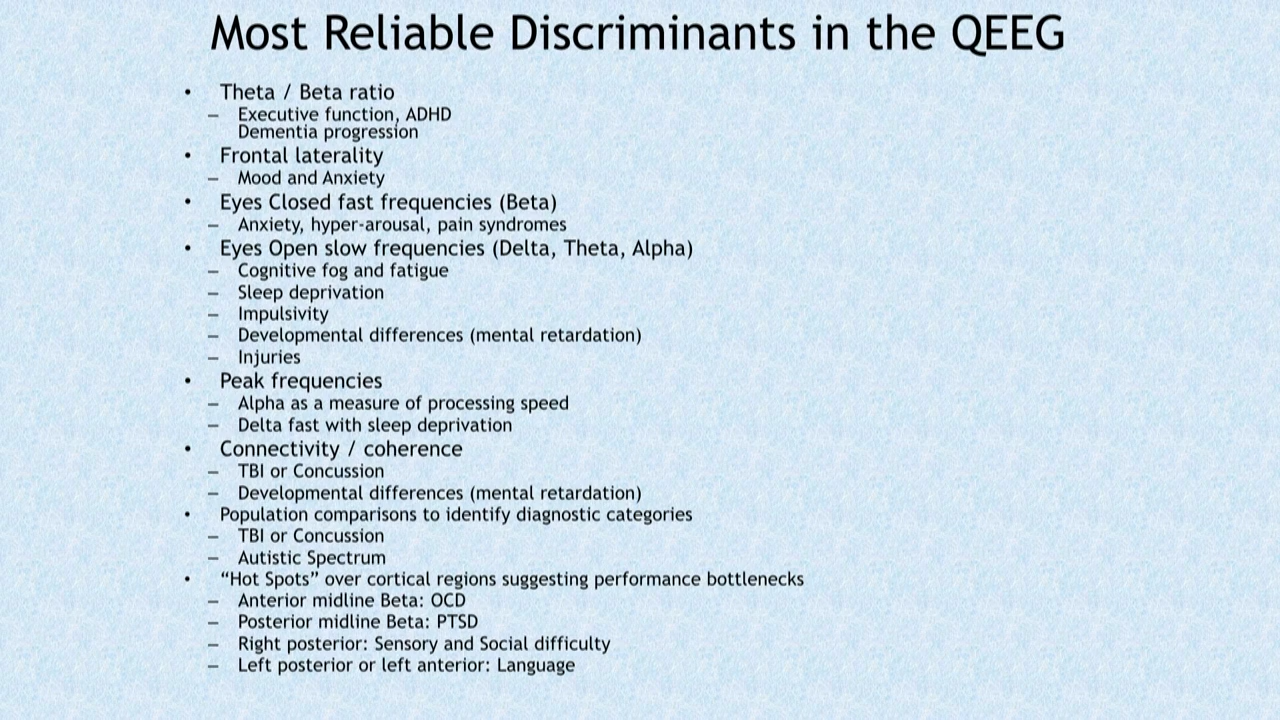 Most Reliable Discriminants in the QEEG
• Theta / Beta ratio
– Executive function, ADHD
Dementia progression
• Frontal laterality
– Mood and Anxiety
• Eyes Closed fast frequencies (Beta)
– Anxiety, hyper-arousal, pain syndromes
• Eyes Open slow frequencies (Delta, Theta, Alpha)
– Cognitive fog and fatigue
– Sleep deprivation
– Impulsivity
– Developmental differences (mental retardation)
– Injuries
• Peak frequencies
– Alpha as a measure of processing speed
– Delta fast with sleep deprivation
• Connectivity / coherence
– TBI or Concussion
– Developmental differences (mental retardation)
• Population comparisons to identify diagnostic categories
– TBI or Concussion
– Autistic Spectrum
• “Hot Spots” over cortical regions suggesting performance bottlenecks
– Anterior midline Beta: OCD
– Posterior midline Beta: PTSD
– Right posterior: Sensory and Social difficulty
– Left posterior or left anterior: Language